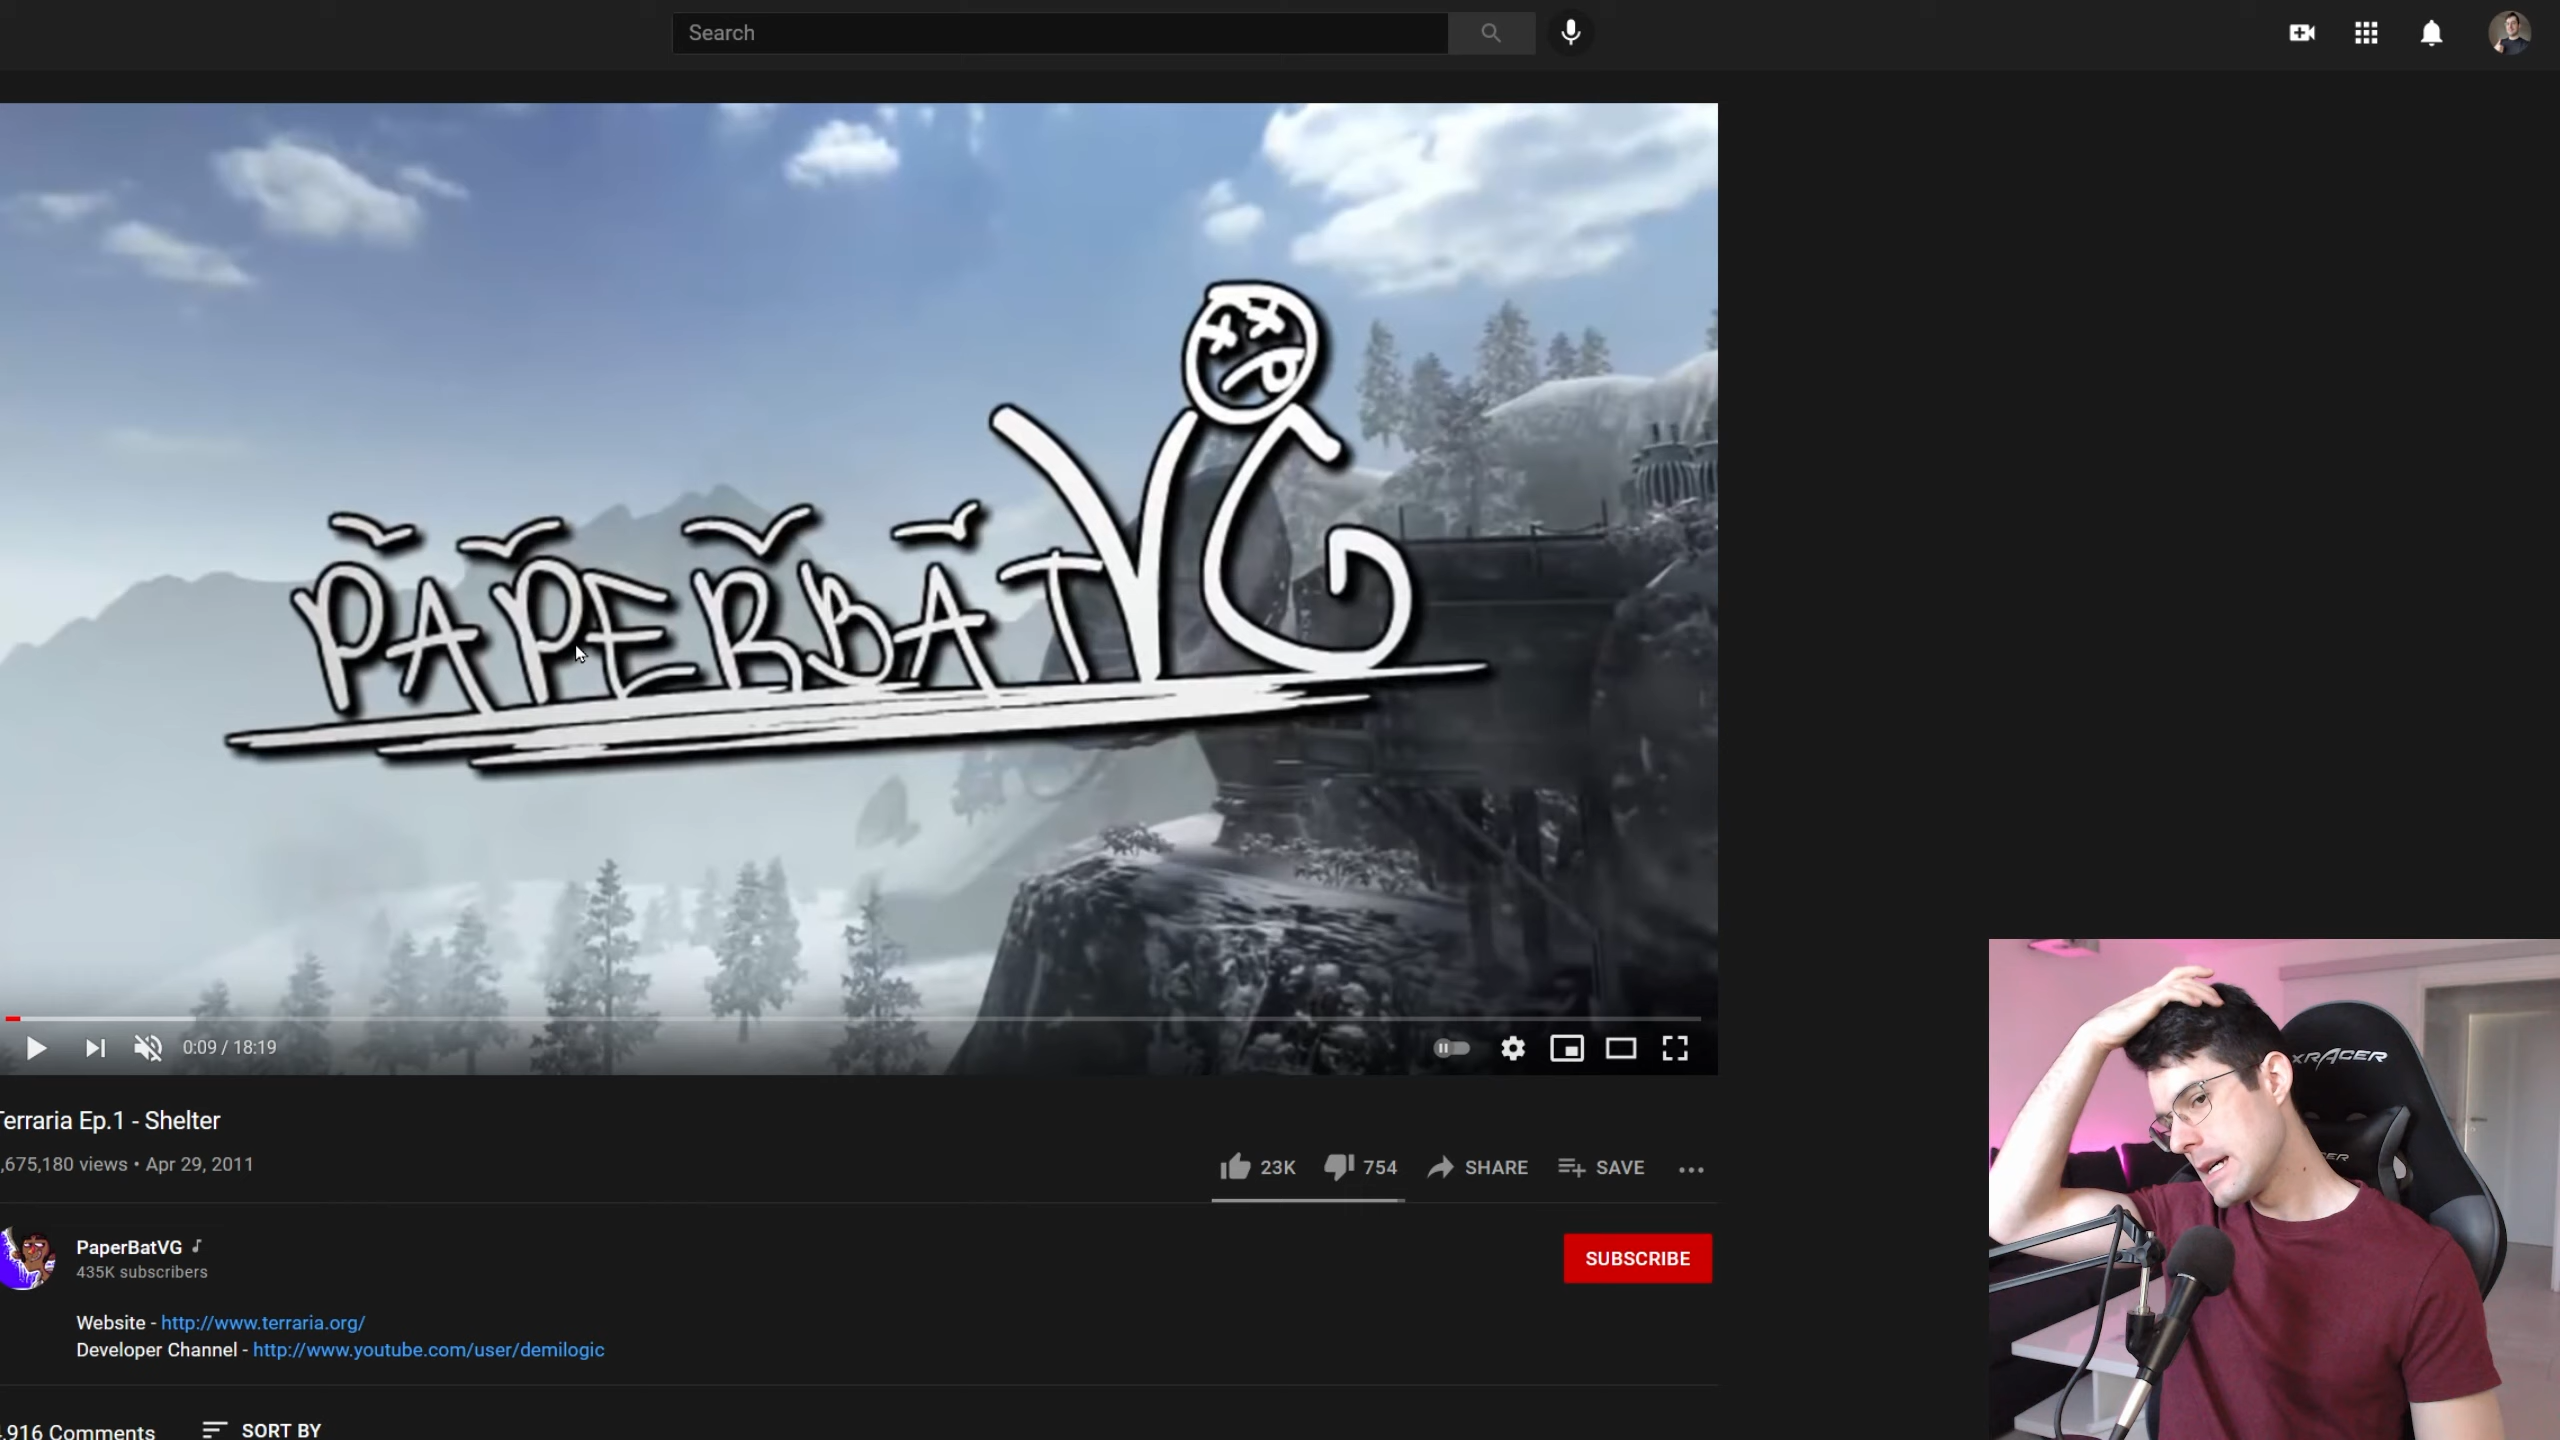 Search
PAPERBATVG
0:09 / 18:19
Terraria Ep.1 - Shelter
,675,180 views • Apr 29, 2011
23K
754
SHARE
SAVE
PaperBatVG
435K subscribers
SUBSCRIBE
Website - http://www.terraria.org/
Developer Channel - http://www.youtube.com/user/demilogic
,916 Comments
SORT BY
XRACER